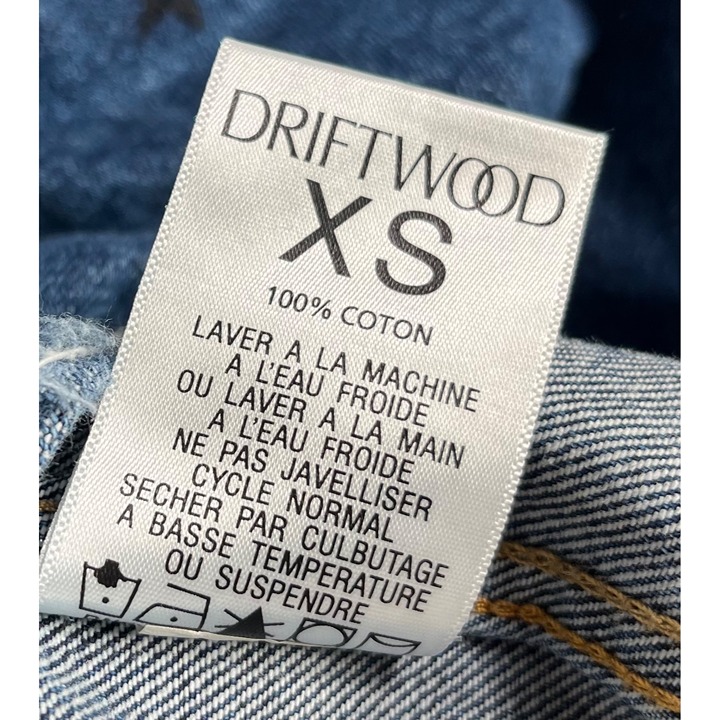 DRIFTWOOD
XS
100% COTON
LAVER A LA MACHINE
A L'EAU FROIDE
OU LAVER A LA MAIN
A L'EAU FROIDE
NE PAS JAVELLISER
CYCLE NORMAL
SECHER PAR CULBUTAGE
A BASSE TEMPERATURE
OU SUSPENDRE